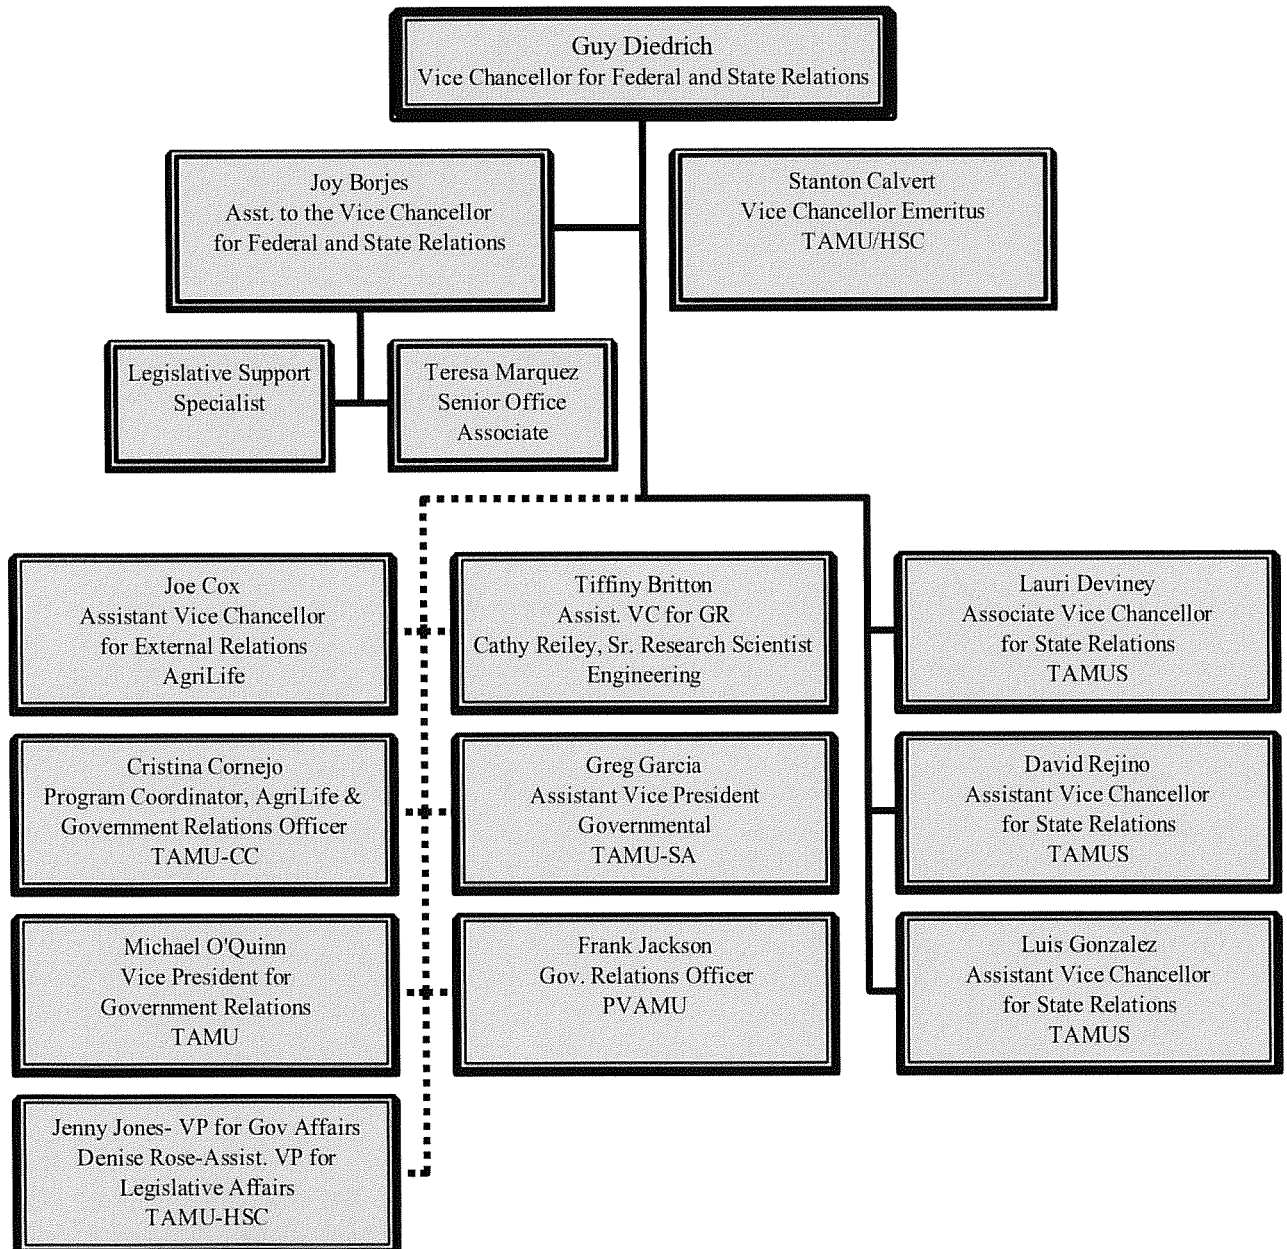 Guy Diedrich
Vice Chancellor for Federal and State Relations
Joy Borjes
Asst. to the Vice Chancellor
for Federal and State Relations
Stanton Calvert
Vice Chancellor Emeritus
TAMU/HSC
Legislative Support
Specialist
Teresa Marquez
Senior Office
Associate
Joe Cox
Assistant Vice Chancellor
for External Relations
AgriLife
Tiffiny Britton
Assist. VC for GR
Cathy Reiley, Sr. Research Scientist
Engineering
Lauri Deviney
Associate Vice Chancellor
for State Relations
TAMUS
Cristina Cornejo
Program Coordinator, AgriLife &
Government Relations Officer
TAMU-CC
Greg Garcia
Assistant Vice President
Governmental
TAMU-SA
David Rejino
Assistant Vice Chancellor
for State Relations
TAMUS
Michael O'Quinn
Vice President for
Government Relations
TAMU
Frank Jackson
Gov. Relations Officer
PVAMU
Luis Gonzalez
Assistant Vice Chancellor
for State Relations
TAMUS
Jenny Jones- VP for Gov Affairs
Denise Rose-Assist. VP for
Legislative Affairs
TAMU-HSC